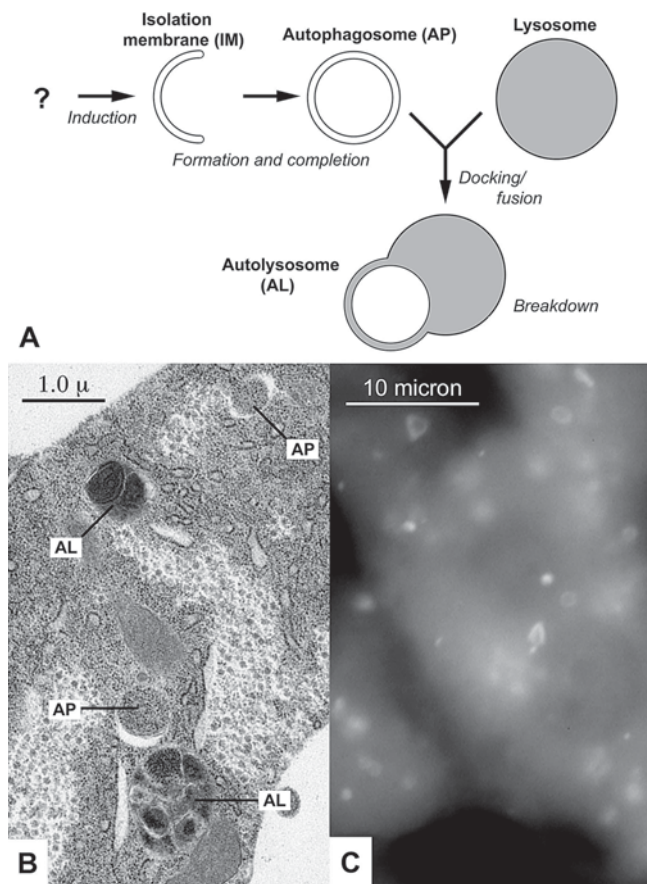 Isolation
membrane (IM)
Autophagosome (AP)
Lysosome
?
Induction
Formation and completion
Docking/
fusion
Autolysosome
(AL)
Breakdown
A
1.0 μ
AP
AL
AP
AL
B
10 micron
C